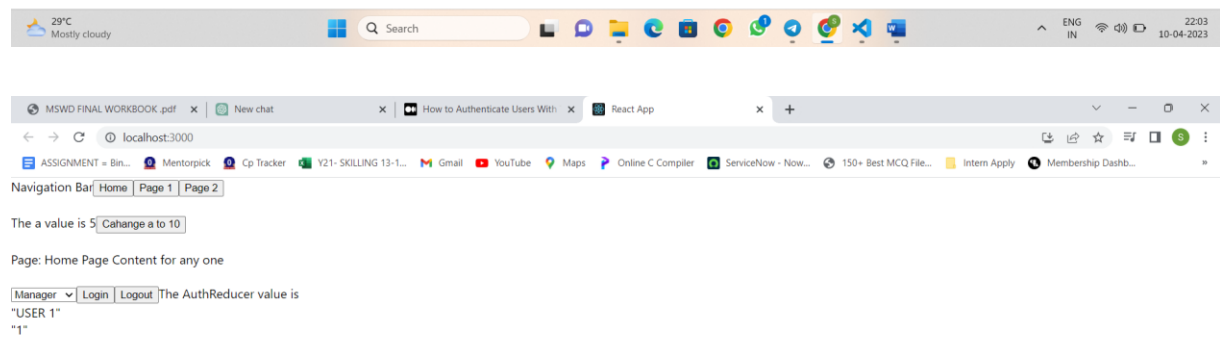 29°C
Mostly cloudy
Search
ENG
IN
22:03
10-04-2023
MSWD FINAL WORKBOOK .pdf
New chat
How to Authenticate Users With
React App
localhost:3000
S
ASSIGNMENT = Bin... Mentorpick Cp Tracker Y21- SKILLING 13-1... Gmail YouTube Maps Online C Compiler ServiceNow - Now... 150+ Best MCQ File... Intern Apply Membership Dashb... »
Navigation Bar Home Page 1 Page 2
The a value is 5 Cahange a to 10
Page: Home Page Content for any one
Manager Login Logout The AuthReducer value is
"USER 1"
"1"